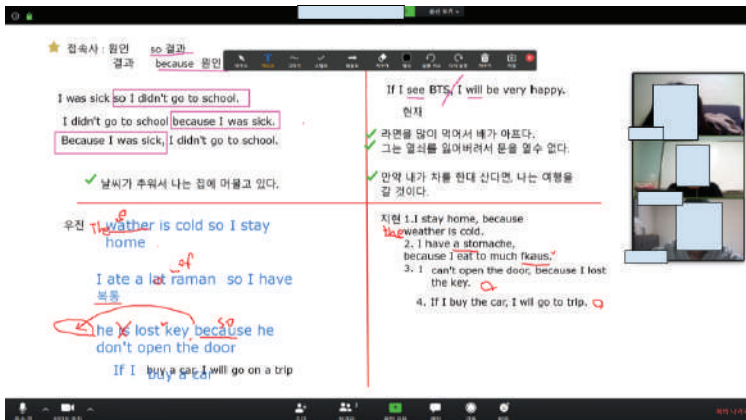 접속사 : 원인 so 결과
결과 because 원인
I was sick so I didn't go to school.
I didn't go to school because I was sick.
Because I was sick, I didn't go to school.
날씨가 추워서 나는 집에 머물고 있다.
If I see BTS, I will be very happy.
현재
라면을 많이 먹어서 배가 아프다.
그는 열쇠를 잃어버려서 문을 열수 없다.
만약 내가 차를 한대 산다면, 나는 여행을
갈 것이다.
우진
The wather is cold so I stay
home
I ate a lat of raman so I have
복통
he is lost key because so he
don't open the door
If I buy a car, I will go on a trip
buy a car
지현 1.I stay home, because
the weather is cold.
2. I have a stomache,
because I eat to much fkaus.
3. I can't open the door, because I lost
the key.
4. If I buy the car, I will go to trip.